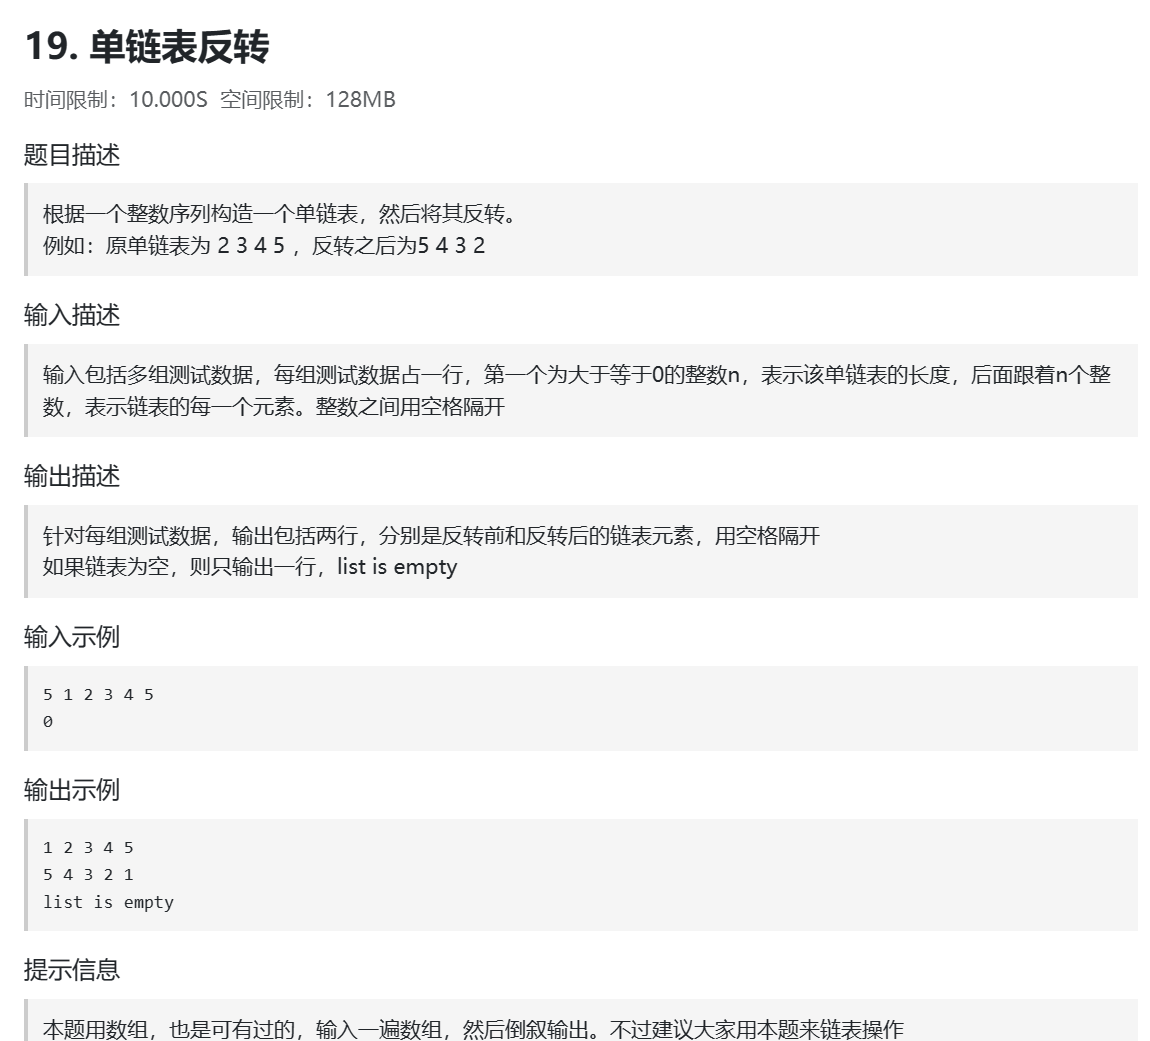 19. 单链表反转
时间限制：10.000S 空间限制：128MB
题目描述
根据一个整数序列构造一个单链表，然后将其反转。
例如：原单链表为 2 3 4 5 ，反转之后为5 4 3 2
输入描述
输入包括多组测试数据，每组测试数据占一行，第一个为大于等于0的整数n，表示该单链表的长度，后面跟着n个整
数，表示链表的每一个元素。整数之间用空格隔开
输出描述
针对每组测试数据，输出包括两行，分别是反转前和反转后的链表元素，用空格隔开
如果链表为空，则只输出一行，list is empty
输入示例
5 1 2 3 4 5
0
输出示例
1 2 3 4 5
5 4 3 2 1
list is empty
提示信息
本题用数组，也是可有过的，输入一遍数组，然后倒叙输出。不过建议大家用本题来链表操作